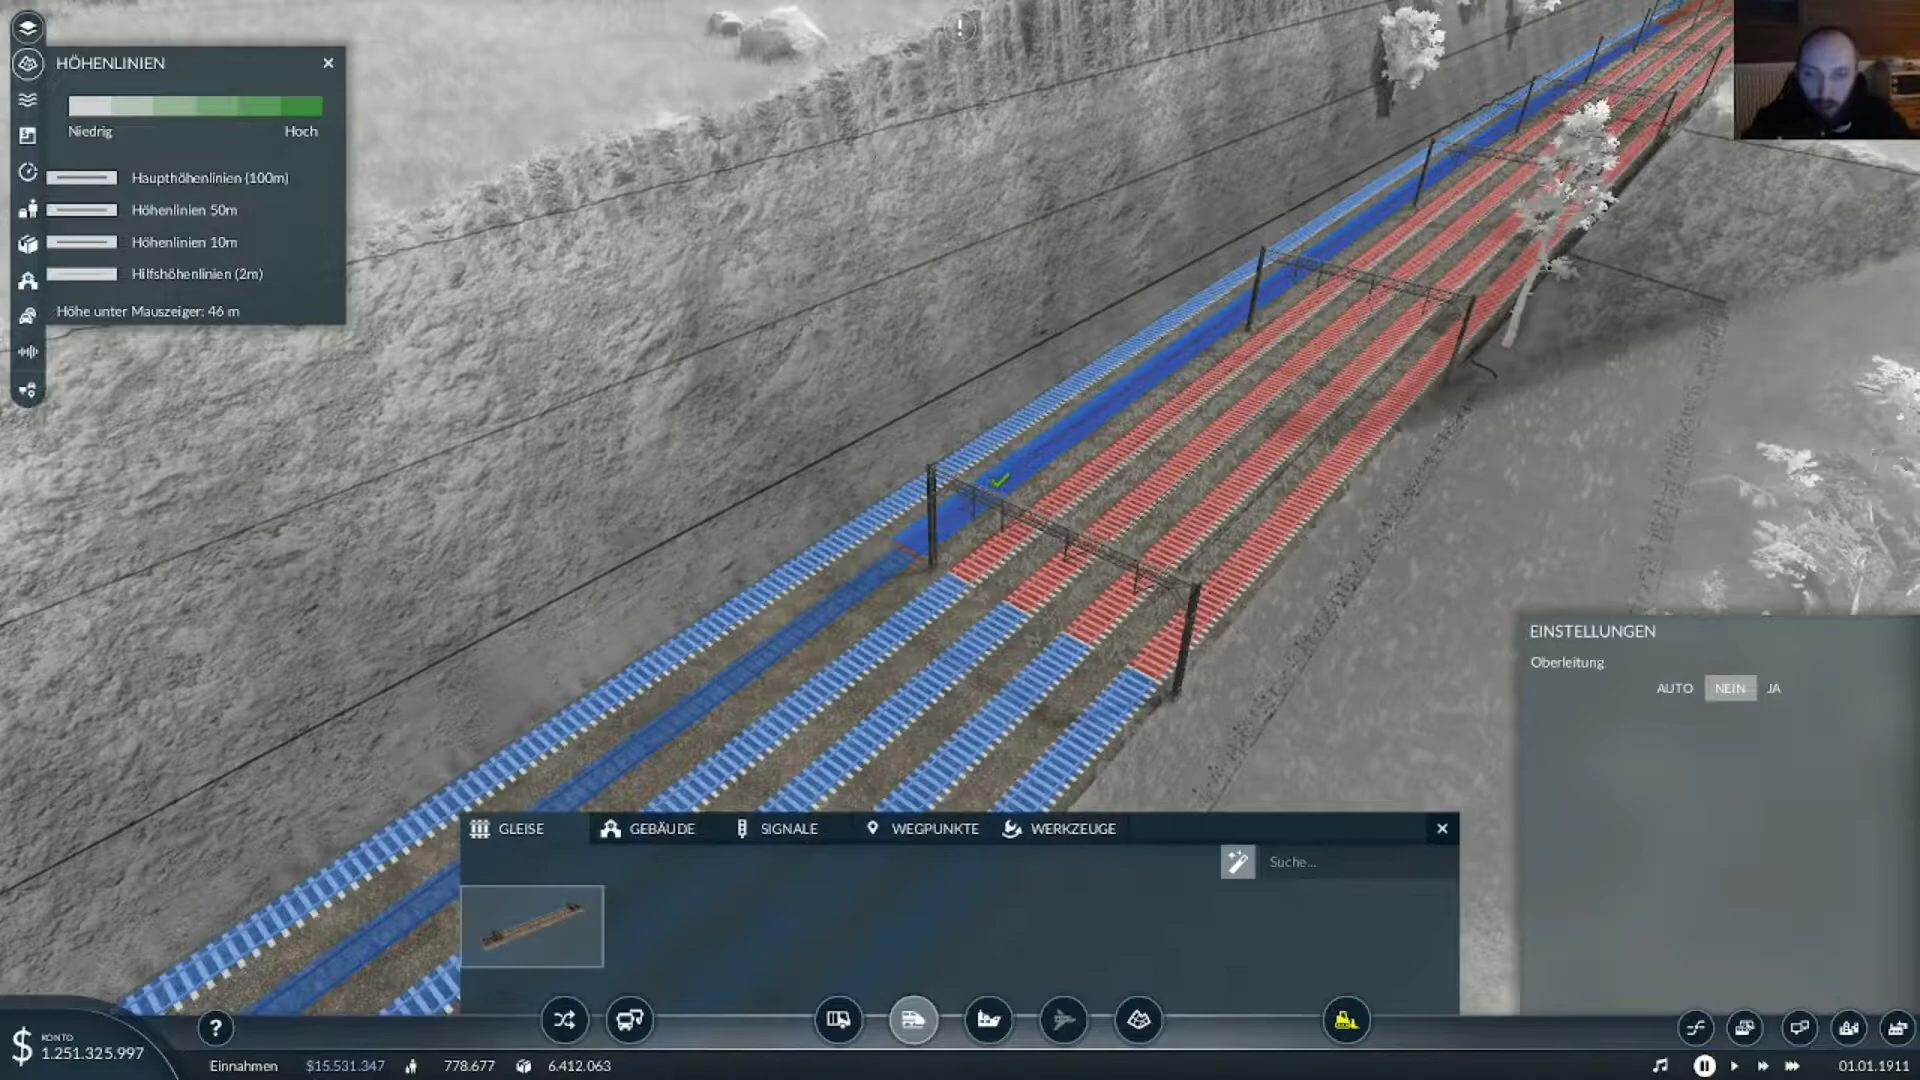 HÖHENLINIEN
Niedrig Hoch
Haupthöhenlinien (100m)
Höhenlinien 50m
Höhenlinien 10m
Hilfshöhenlinien (2m)
Höhe unter Mauszeiger: 46 m
EINSTELLUNGEN
Oberleitung
AUTO NEIN JA
GLEISE GEBÄUDE SIGNALE WEGPUNKTE WERKZEUGE
Suche...
KONTO
$ 1.251.325.997
?
Einnahmen $15.531.347 778.677 6.412.063 01.01.1911